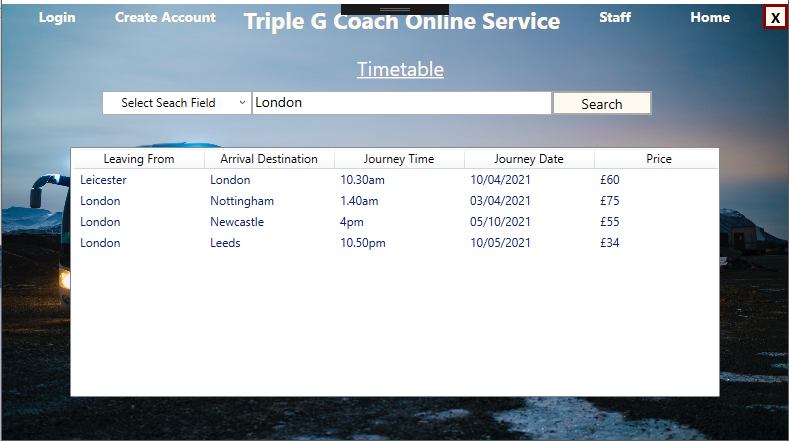 Login Create Account Triple G Coach Online Service Staff Home X
Timetable
Select Seach Field London Search
Leaving From Arrival Destination Journey Time Journey Date Price
Leicester London 10.30am 10/04/2021 £60
London Nottingham 1.40am 03/04/2021 £75
London Newcastle 4pm 05/10/2021 £55
London Leeds 10.50pm 10/05/2021 £34